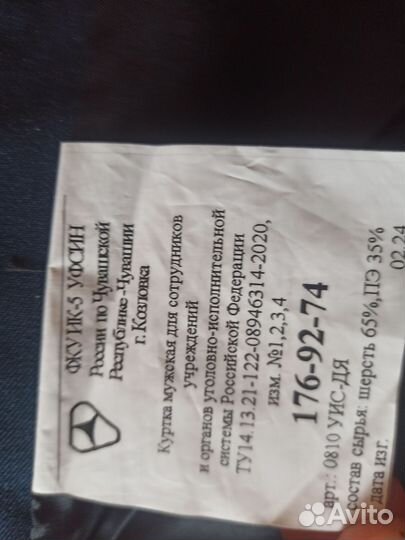 ФКУ ИК-5 УФСИН
России по Чувашской
Республике-Чувашии
г. Козловка
Куртка мужская для сотрудников
учреждений
и органов уголовно-исполнительной
системы Российской Федерации
ТУ14.13.21-122-08946314-2020,
изм. №1,2,3,4
176-92-74
арт.: 0810 УИС-ДЯ
состав сырья: шерсть 65%,ПЭ 35%
дата изг. 02.24
Avito